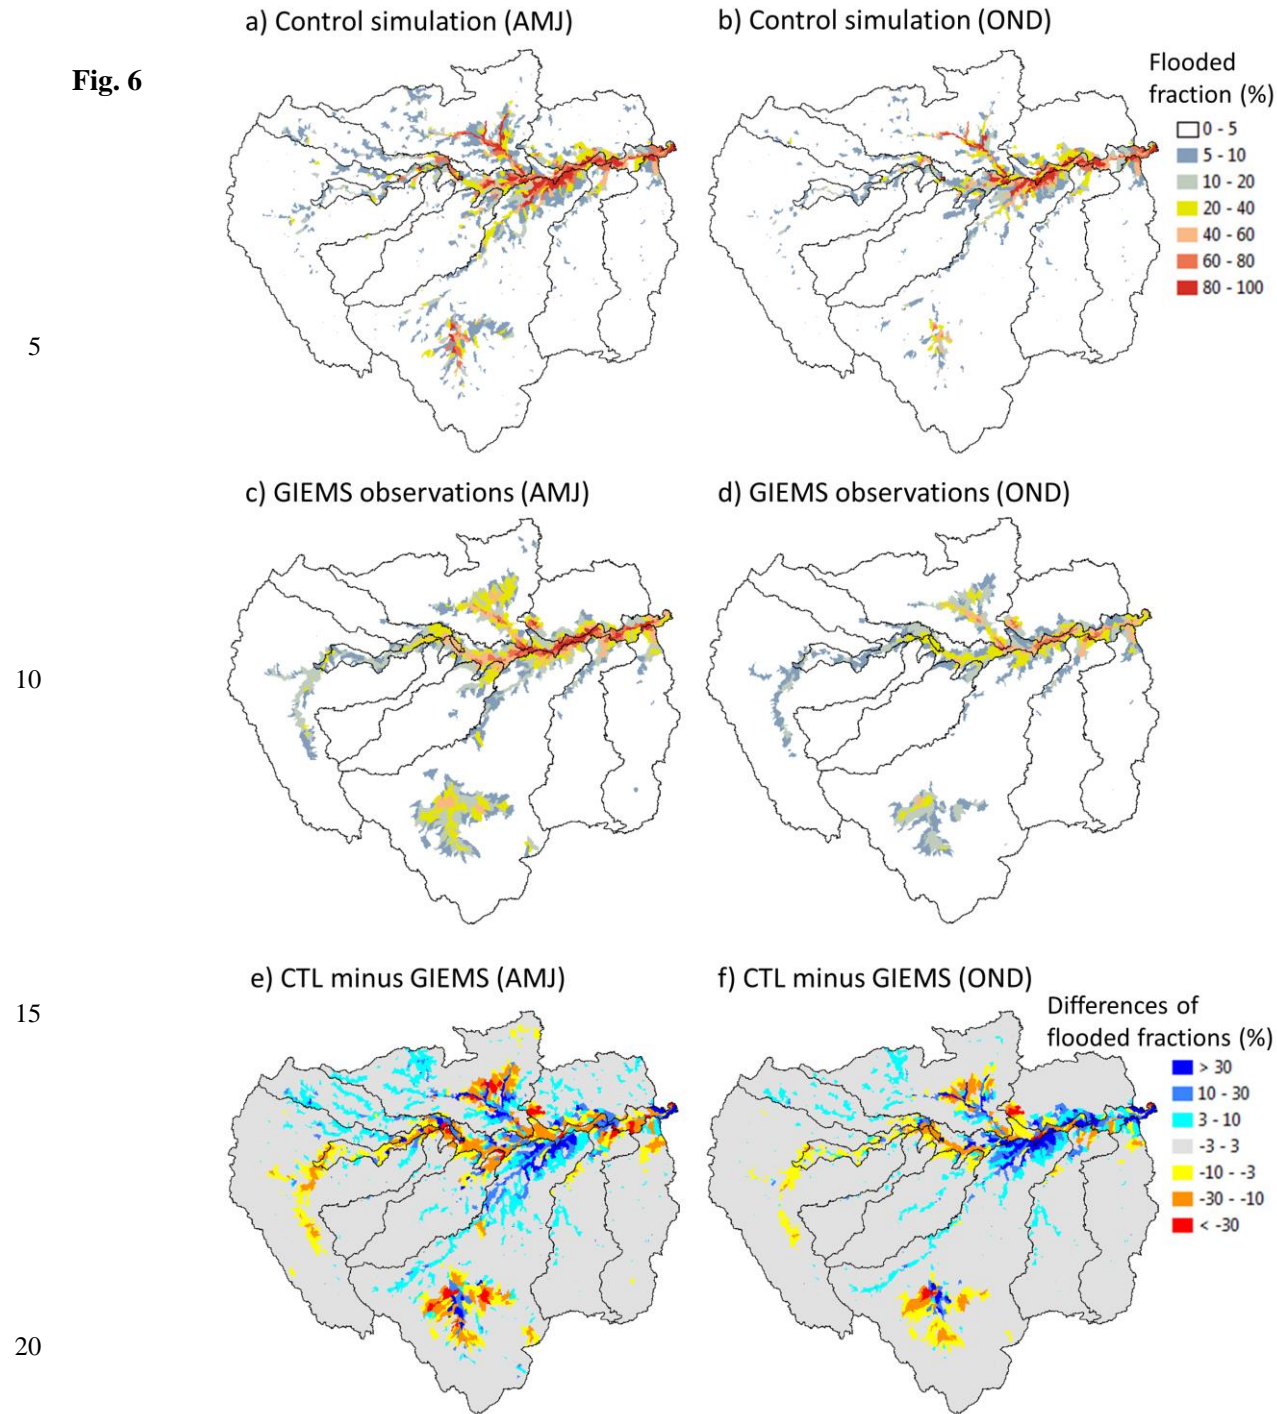 a) Control simulation (AMJ)
b) Control simulation (OND)
Fig. 6
Flooded
fraction (%)
0 - 5
5 - 10
10 - 20
20 - 40
40 - 60
60 - 80
80 - 100
5
c) GIEMS observations (AMJ)
d) GIEMS observations (OND)
10
e) CTL minus GIEMS (AMJ)
f) CTL minus GIEMS (OND)
15
Differences of
flooded fractions (%)
> 30
10 - 30
3 - 10
-3 - 3
-10 - -3
-30 - -10
< -30
20